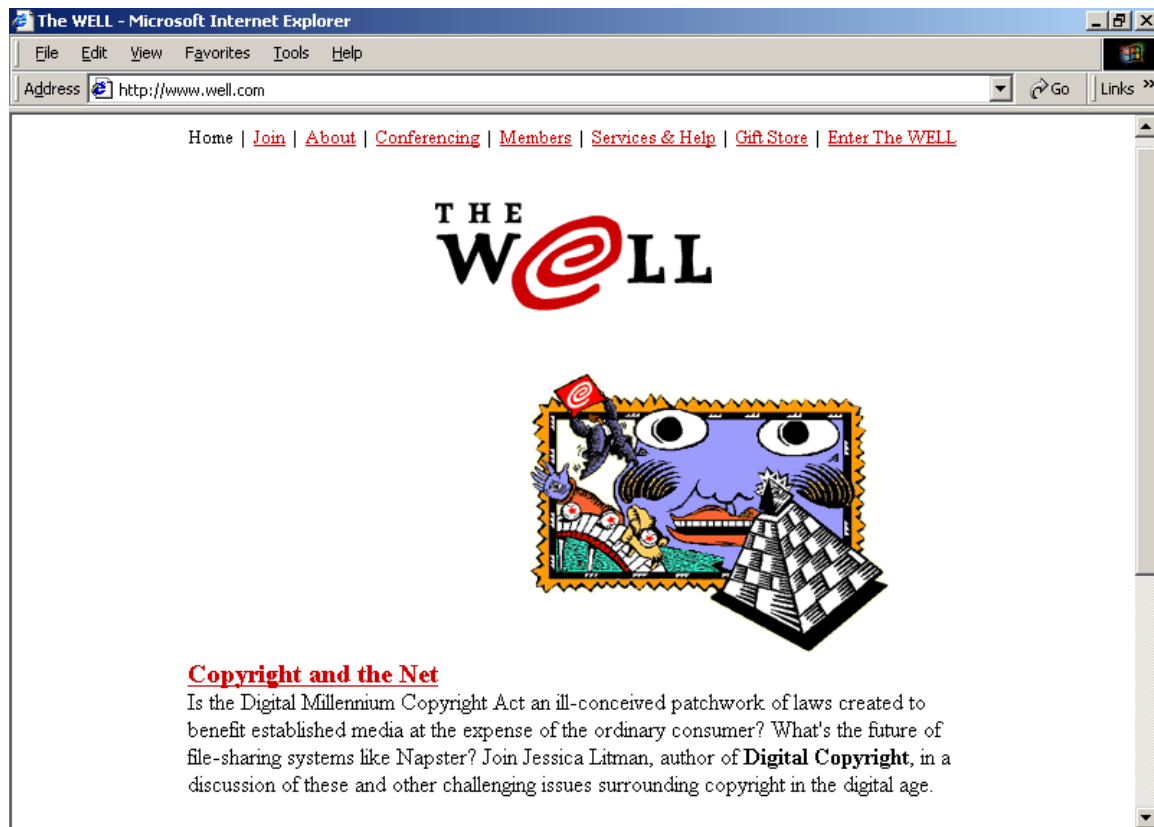 The WELL - Microsoft Internet Explorer
File Edit View Favorites Tools Help
Address http://www.well.com Go Links »
Home | Join | About | Conferencing | Members | Services & Help | Gift Store | Enter The WELL
THE
WeLL
Copyright and the Net
Is the Digital Millennium Copyright Act an ill-conceived patchwork of laws created to
benefit established media at the expense of the ordinary consumer? What's the future of
file-sharing systems like Napster? Join Jessica Litman, author of Digital Copyright, in a
discussion of these and other challenging issues surrounding copyright in the digital age.